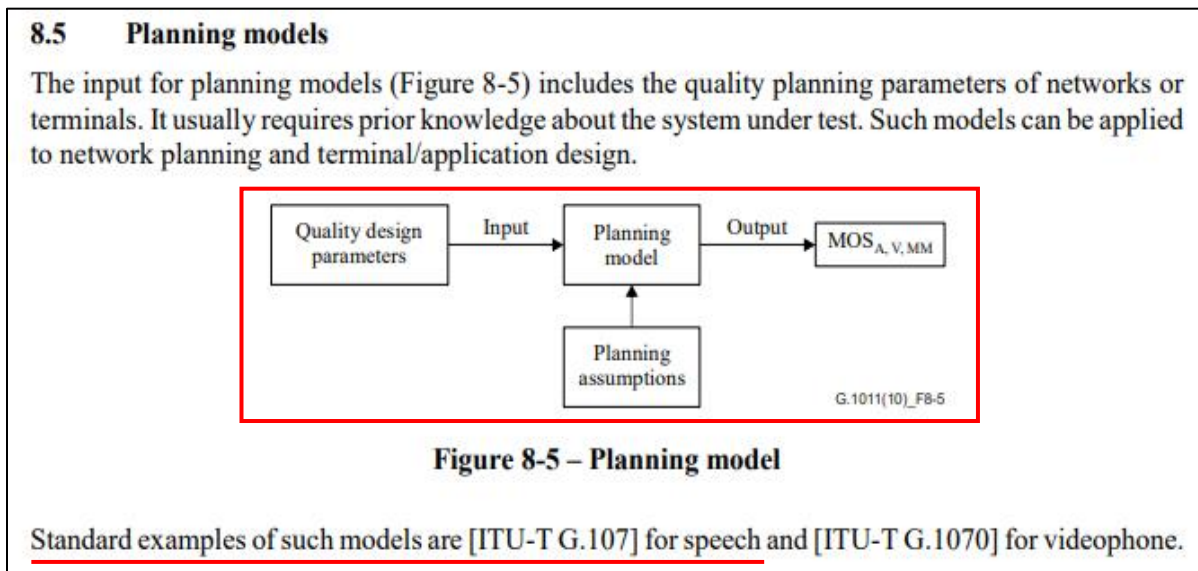 8.5 Planning models
The input for planning models (Figure 8-5) includes the quality planning parameters of networks or
terminals. It usually requires prior knowledge about the system under test. Such models can be applied
to network planning and terminal/application design.
Quality design
parameters
Input
Planning
model
Output
MOS A, V, MM
Planning
assumptions
G.1011(10)_F8-5
Figure 8-5 – Planning model
Standard examples of such models are [ITU-T G.107] for speech and [ITU-T G.1070] for videophone.